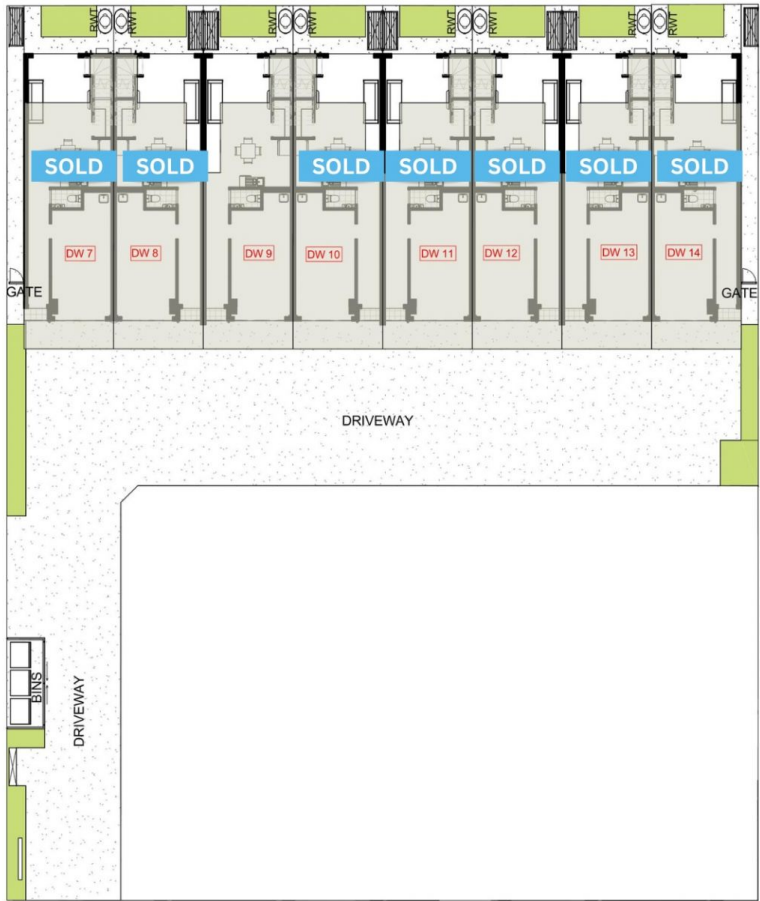 RWT RWT RWT RWT RWT RWT RWT RWT
SOLD SOLD SOLD SOLD SOLD SOLD SOLD
DW 7 DW 8 DW 9 DW 10 DW 11 DW 12 DW 13 DW 14
GATE GATE
DRIVEWAY
BINS
DRIVEWAY